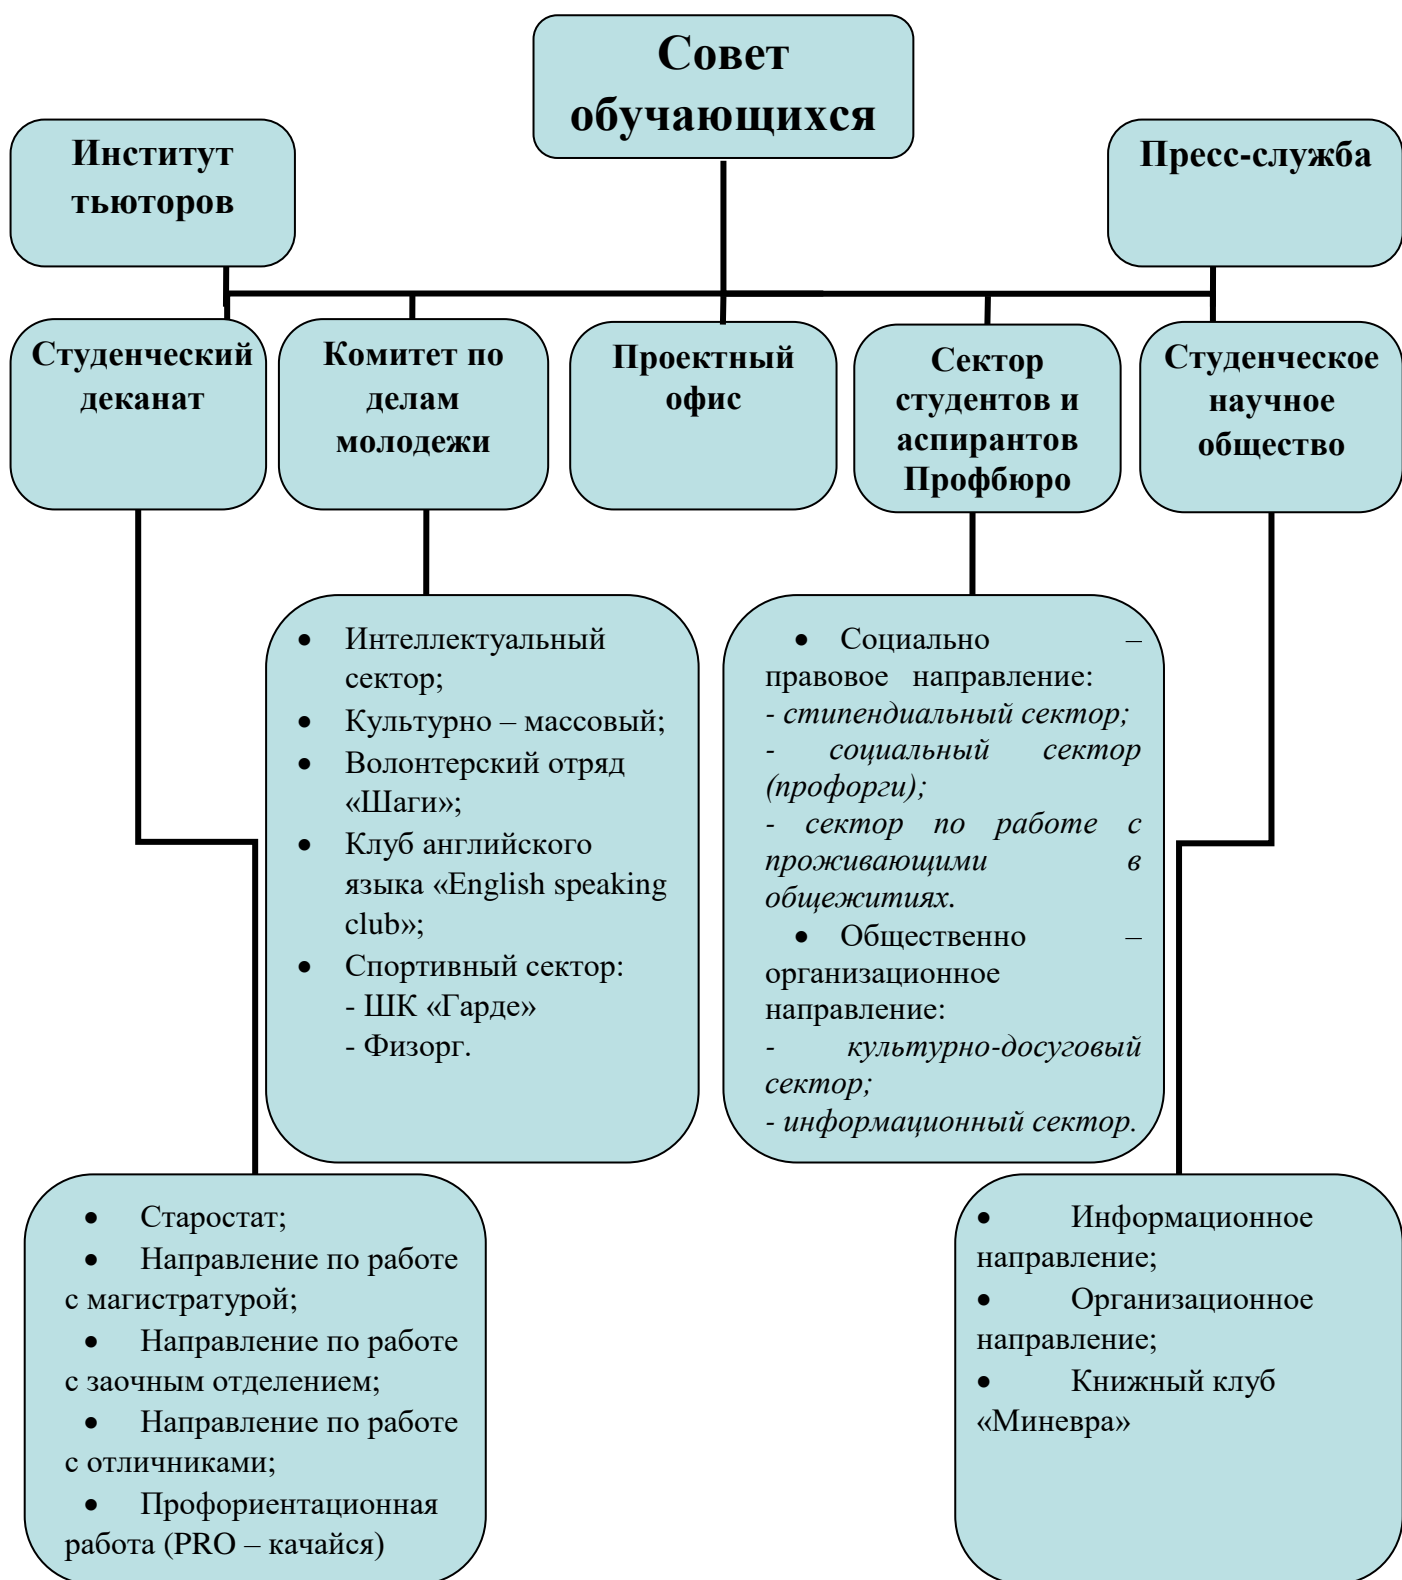 Совет
обучающихся
Институт
тьюторов
Пресс-служба
Студенческий
деканат
Комитет по
делам
молодежи
Проектный
офис
Сектор
студентов и
аспирантов
Профбюро
Студенческое
научное
общество
• Интеллектуальный
сектор;
• Культурно – массовый;
• Волонтерский отряд
«Шаги»;
• Клуб английского
языка «English speaking
club»;
• Спортивный сектор:
- ШК «Гарде»
- Физорг.
• Социально –
правовое направление:
- стипендиальный сектор;
- социальный сектор
(профорги);
- сектор по работе с
проживающими в
общежитиях.
• Общественно –
организационное
направление:
- культурно-досуговый
сектор;
- информационный сектор.
• Старостат;
• Направление по работе
с магистратурой;
• Направление по работе
с заочным отделением;
• Направление по работе
с отличниками;
• Профориентационная
работа (PRO – качайся)
• Информационное
направление;
• Организационное
направление;
• Книжный клуб
«Миневра»